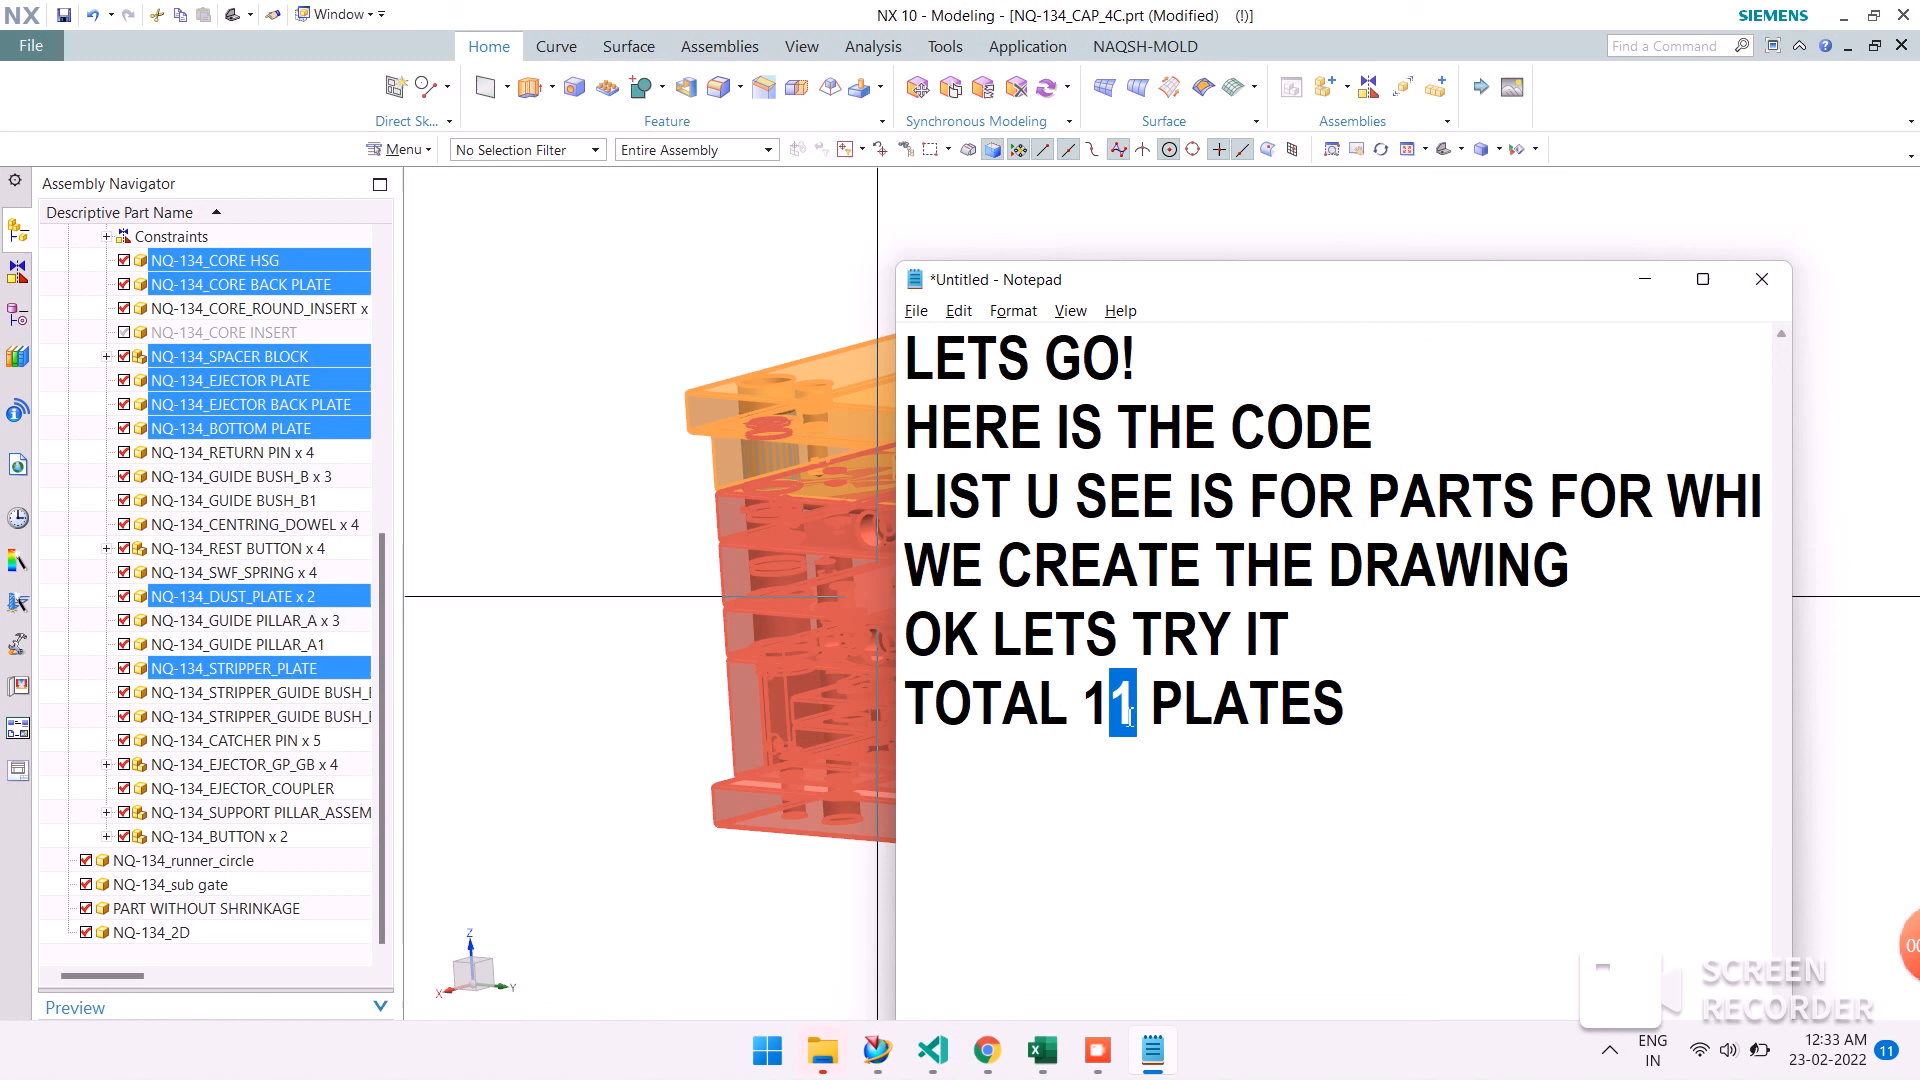 NX
Window
NX 10 - Modeling - [NQ-134_CAP_4C.prt (Modified) (!)]
SIEMENS
File
Home
Curve
Surface
Assemblies
View
Analysis
Tools
Application
NAQSH-MOLD
Find a Command
Direct Sk...
Feature
Synchronous Modeling
Surface
Assemblies
Menu
No Selection Filter
Entire Assembly
Assembly Navigator
Descriptive Part Name
Constraints
NQ-134_CORE HSG
NQ-134_CORE BACK PLATE
NQ-134_CORE_ROUND_INSERT x
NQ-134_CORE INSERT
NQ-134_SPACER BLOCK
NQ-134_EJECTOR PLATE
NQ-134_EJECTOR BACK PLATE
NQ-134_BOTTOM PLATE
NQ-134_RETURN PIN x 4
NQ-134_GUIDE BUSH_B x 3
NQ-134_GUIDE BUSH_B1
NQ-134_CENTRING_DOWEL x 4
NQ-134_REST BUTTON x 4
NQ-134_SWF_SPRING x 4
NQ-134_DUST_PLATE x 2
NQ-134_GUIDE PILLAR_A x 3
NQ-134_GUIDE PILLAR_A1
NQ-134_STRIPPER_PLATE
NQ-134_STRIPPER_GUIDE BUSH_
NQ-134_STRIPPER_GUIDE BUSH_
NQ-134_CATCHER PIN x 5
NQ-134_EJECTOR_GP_GB x 4
NQ-134_EJECTOR_COUPLER
NQ-134_SUPPORT PILLAR_ASSEM
NQ-134_BUTTON x 2
NQ-134_runner_circle
NQ-134_sub gate
PART WITHOUT SHRINKAGE
NQ-134_2D
Preview
Z
X
Y
*Untitled - Notepad
File Edit Format View Help
LETS GO!
HERE IS THE CODE
LIST U SEE IS FOR PARTS FOR WHI
WE CREATE THE DRAWING
OK LETS TRY IT
TOTAL 11 PLATES
00
SCREEN
RECORDER
ENG
IN
12:33 AM
23-02-2022
11